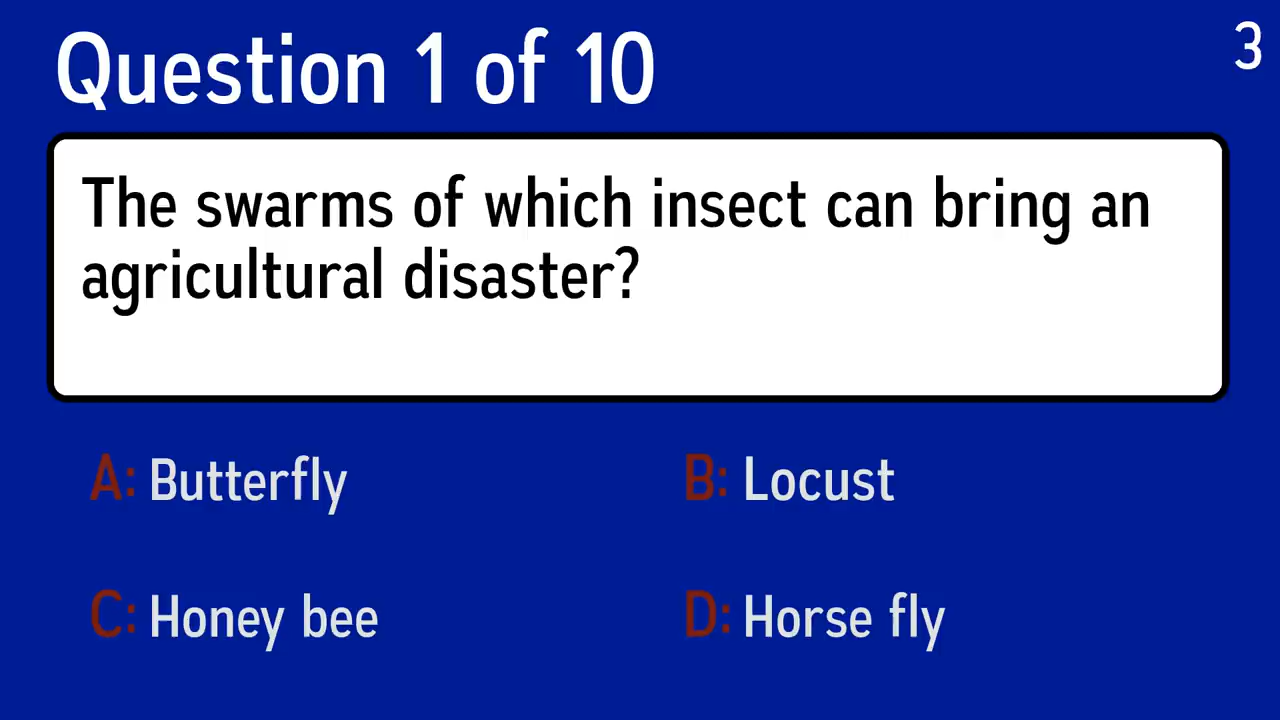 Question 1 of 10
3
The swarms of which insect can bring an
agricultural disaster?
A: Butterfly
B: Locust
C: Honey bee
D: Horse fly